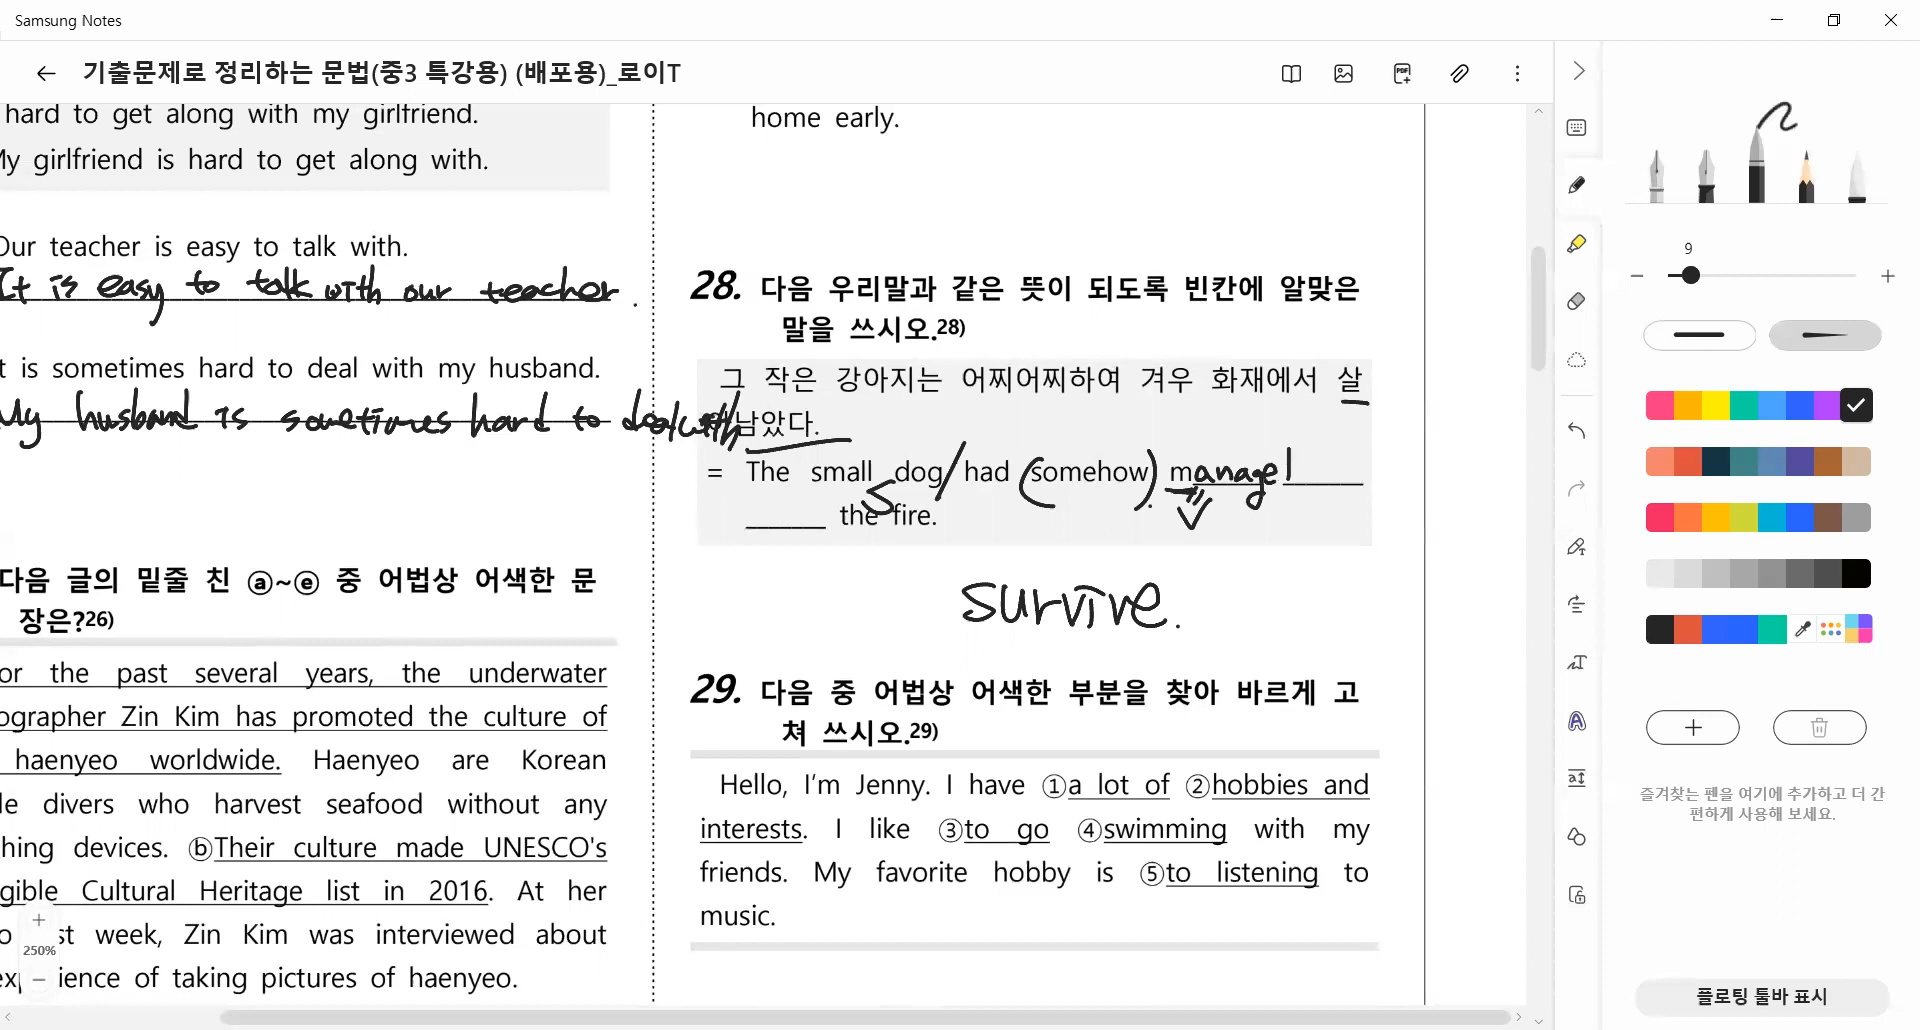 Samsung Notes
기출문제로 정리하는 문법(중3 특강용) (배포용)_로이T
hard to get along with my girlfriend.
My girlfriend is hard to get along with.
Our teacher is easy to talk with.
It is easy to talk with our teacher.
t is sometimes hard to deal with my husband.
My husband is sometimes hard to deal with
다음 글의 밑줄 친 ⓐ~ⓔ 중 어법상 어색한 문
장은?26)
or the past several years, the underwater
ographer Zin Kim has promoted the culture of
haenyeo worldwide. Haenyeo are Korean
le divers who harvest seafood without any
hing devices. ⓑTheir culture made UNESCO's
gible Cultural Heritage list in 2016. At her
st week, Zin Kim was interviewed about
ience of taking pictures of haenyeo.
home early.
28. 다음 우리말과 같은 뜻이 되도록 빈칸에 알맞은
말을 쓰시오.28)
그 작은 강아지는 어찌어찌하여 겨우 화재에서 살
남았다.
= The small dog / had (somehow) manage
S V
the fire.
survive.
29. 다음 중 어법상 어색한 부분을 찾아 바르게 고
쳐 쓰시오.29)
Hello, I'm Jenny. I have ①a lot of ②hobbies and
interests. I like ③to go ④swimming with my
friends. My favorite hobby is ⑤to listening to
music.
250%
PDF
9
즐겨찾는 펜을 여기에 추가하고 더 간
편하게 사용해 보세요.
플로팅 툴바 표시